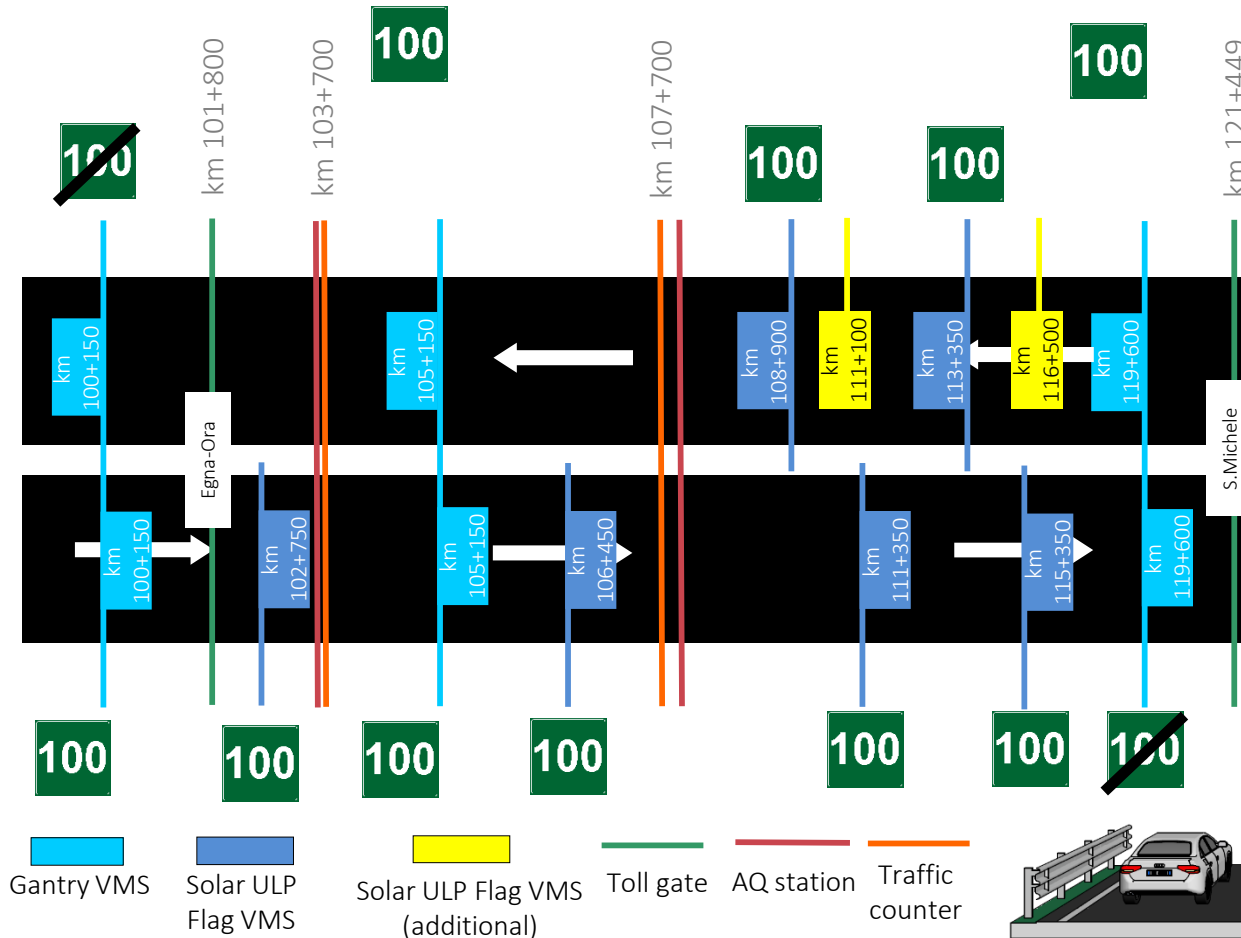 100
100
100
km 101+800
km 103+700
km 107+700
100
100
km 121+449
km
100+150
km
105+150
km
108+900
km
111+100
km
113+350
km
116+500
km
119+600
Egna-Ora
S.Michele
km
100+150
km
102+750
km
105+150
km
106+450
km
111+350
km
115+350
km
119+600
100
100
100
100
100
100
100
Gantry VMS
Solar ULP
Flag VMS
Solar ULP Flag VMS
(additional)
Toll gate
AQ station
Traffic
counter